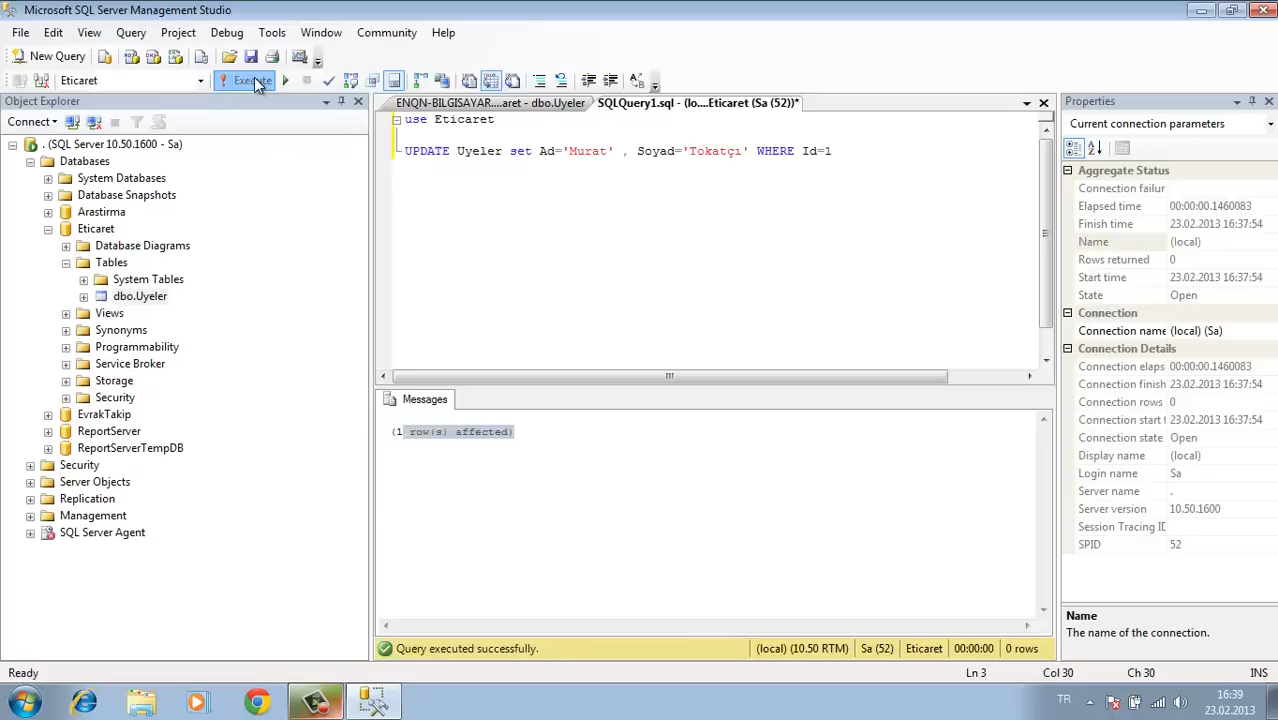 Microsoft SQL Server Management Studio
File Edit View Query Project Debug Tools Window Community Help
New Query
Eticaret Execute
Object Explorer
Connect
. (SQL Server 10.50.1600 - Sa)
Databases
System Databases
Database Snapshots
Arastirma
Eticaret
Database Diagrams
Tables
System Tables
dbo.Uyeler
Views
Synonyms
Programmability
Service Broker
Storage
Security
EvrakTakip
ReportServer
ReportServerTempDB
Security
Server Objects
Replication
Management
SQL Server Agent
ENQN-BILGISAYAR....aret - dbo.Uyeler SQLQuery1.sql - (lo....Eticaret (Sa (52))*
use Eticaret
UPDATE Uyeler set Ad='Murat' , Soyad='Tokatçı' WHERE Id=1
Messages
(1 row(s) affected)
Query executed successfully. (local) (10.50 RTM) Sa (52) Eticaret 00:00:00 0 rows
Properties
Current connection parameters
Aggregate Status
Connection failur
Elapsed time 00:00:00.1460083
Finish time 23.02.2013 16:37:54
Name (local)
Rows returned 0
Start time 23.02.2013 16:37:54
State Open
Connection
Connection name (local) (Sa)
Connection Details
Connection elaps 00:00:00.1460083
Connection finish 23.02.2013 16:37:54
Connection rows 0
Connection start t 23.02.2013 16:37:54
Connection state Open
Display name (local)
Login name Sa
Server name .
Server version 10.50.1600
Session Tracing ID
SPID 52
Name
The name of the connection.
Ready Ln 3 Col 30 Ch 30 INS
TR 16:39
23.02.2013